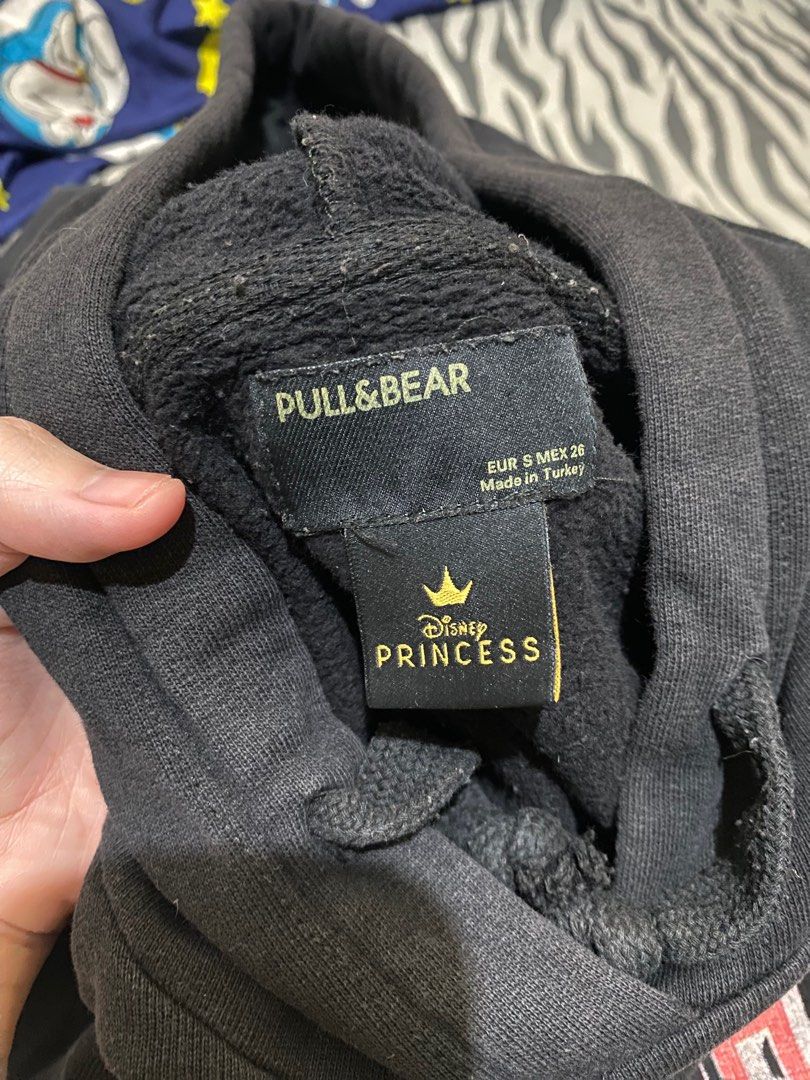 PULL&BEAR
EUR S MEX 26
Made in Turkey
Disney
PRINCESS